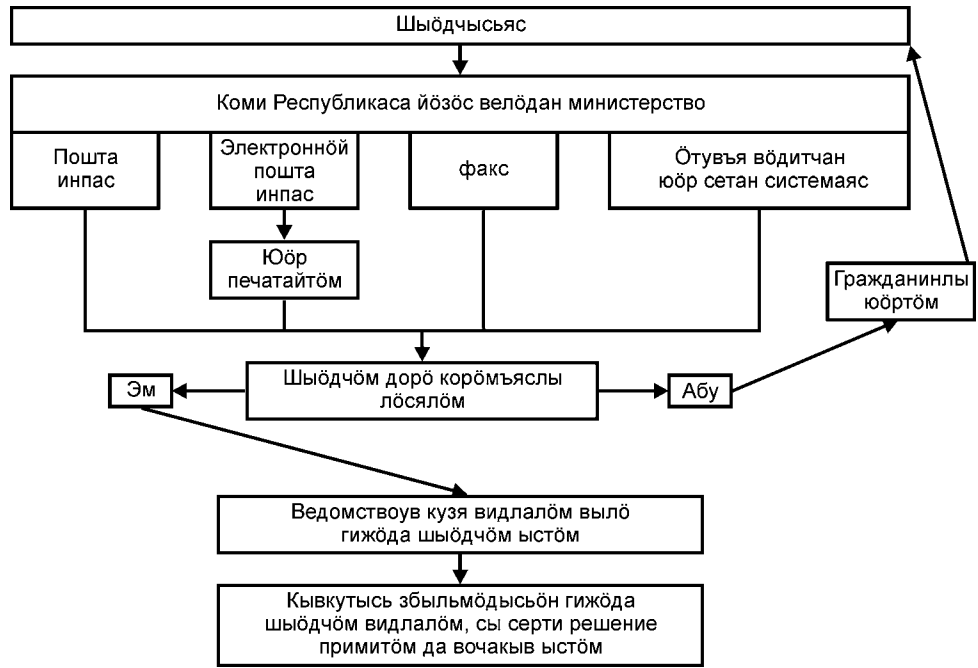 Шыӧдчысьяс
Коми Республикаса йӧзӧс велӧдан министерство
Пошта
инпас
Электроннӧй
пошта
инпас
факс
Ӧтувъя вӧдитчан
юӧр сетан системаяс
Юӧр
печатайтӧм
Гражданинлы
юӧртӧм
Шыӧдчӧм дорӧ корӧмъяслы
лӧсялӧм
Эм
Абу
Ведомствоув кузя видлалӧм вылӧ
гижӧда шыӧдчӧм ыстӧм
Кывкутысь збыльмӧдысьӧн гижӧда
шыӧдчӧм видлалӧм, сы серти решение
примитӧм да вочакыв ыстӧм